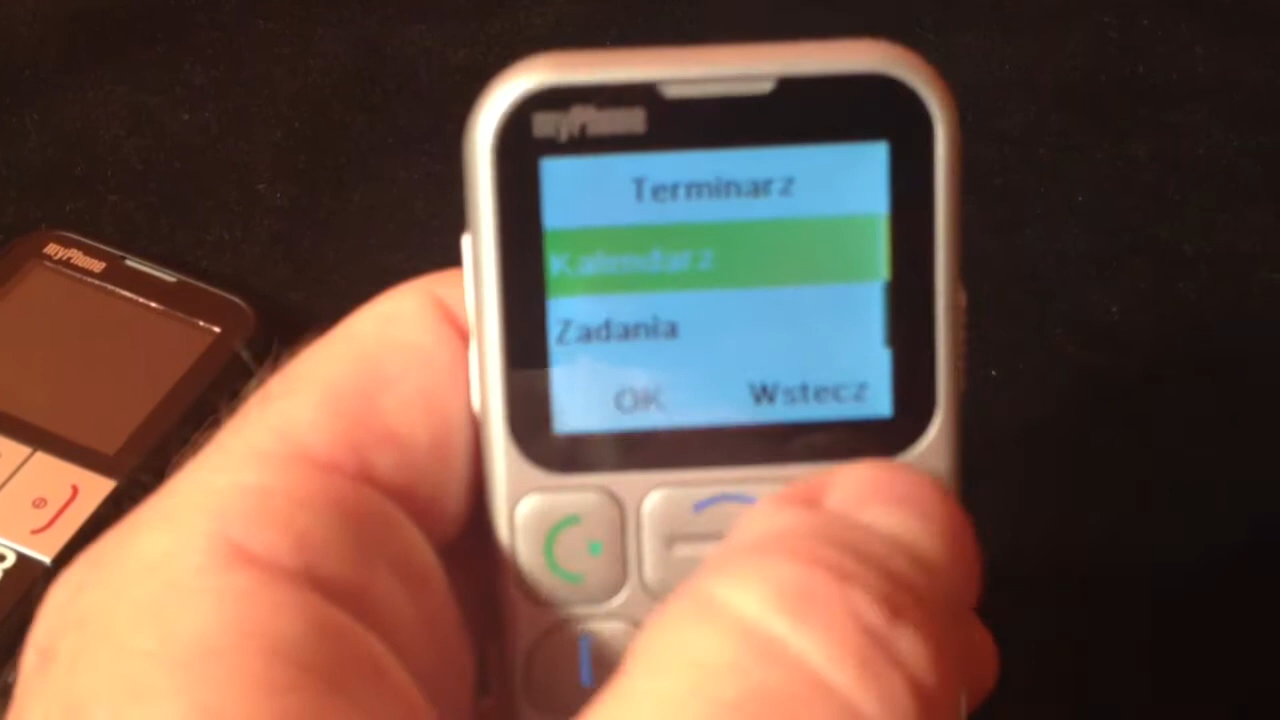 myPhone
Terminarz
Kalendarz
Zadania
OK Wstecz
myPhone